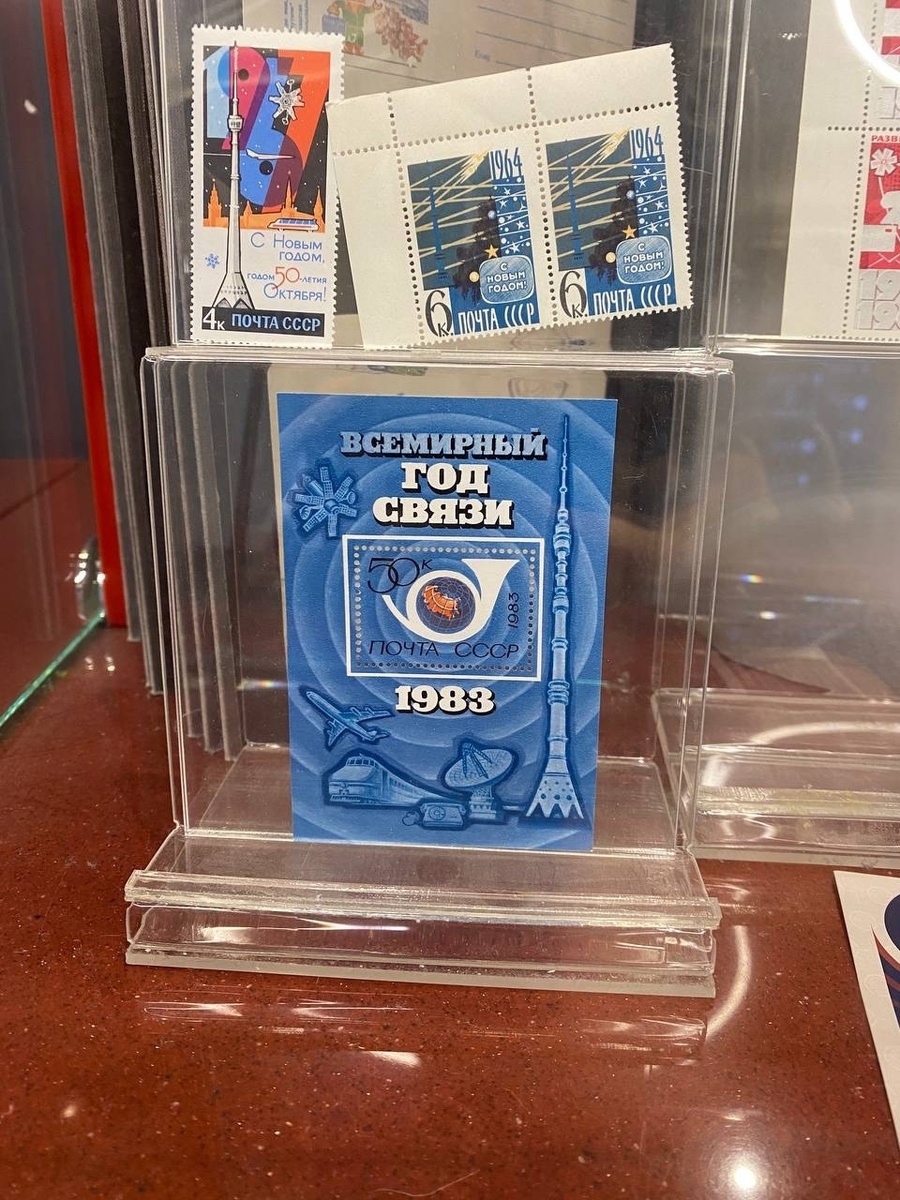 С Новым
годом,
годом 50-летия
Октября!
4к ПОЧТА СССР
1964
С
НОВЫМ
ГОДОМ!
6к ПОЧТА СССР
1964
С
НОВЫМ
ГОДОМ!
6к ПОЧТА СССР
ВСЕМИРНЫЙ
ГОД
СВЯЗИ
50к
1983
ПОЧТА СССР
1983